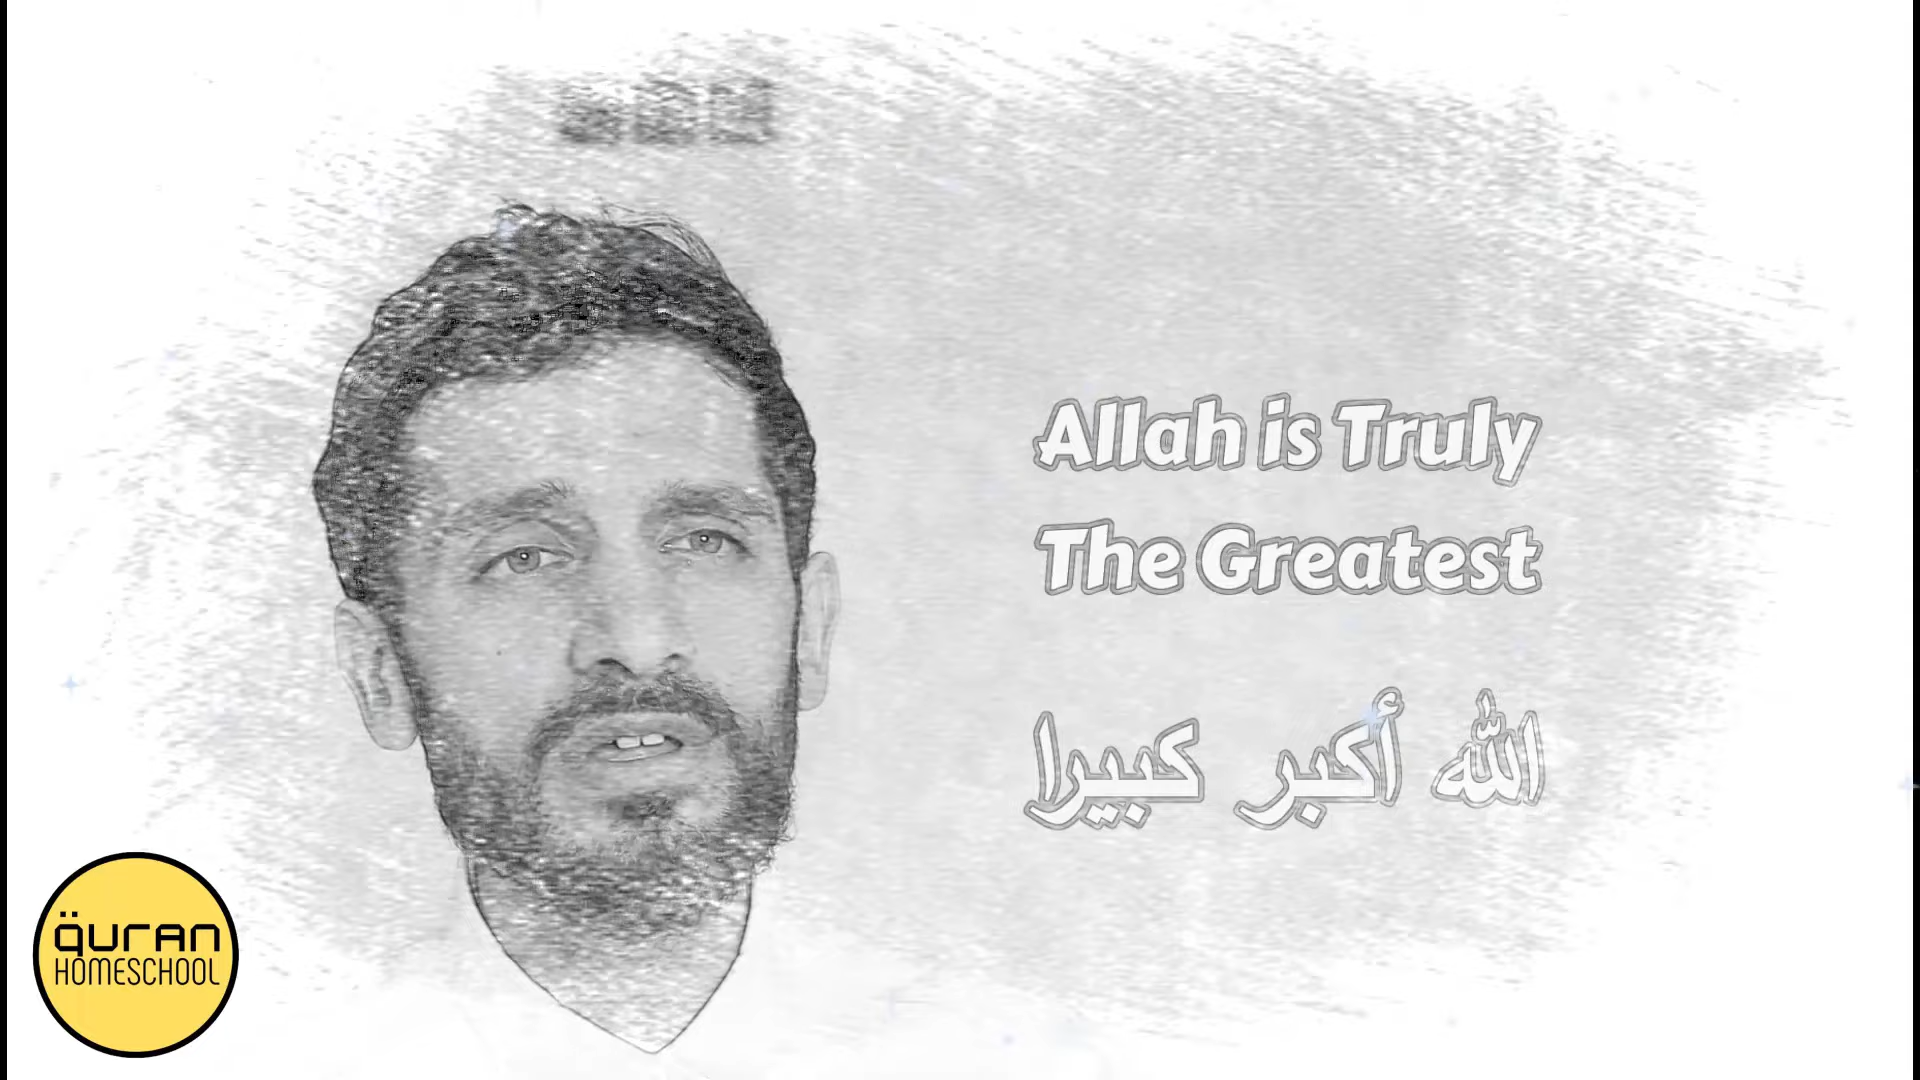 Allah is Truly
The Greatest
الله أكبر كبيرا
quran
HOMESCHOOL